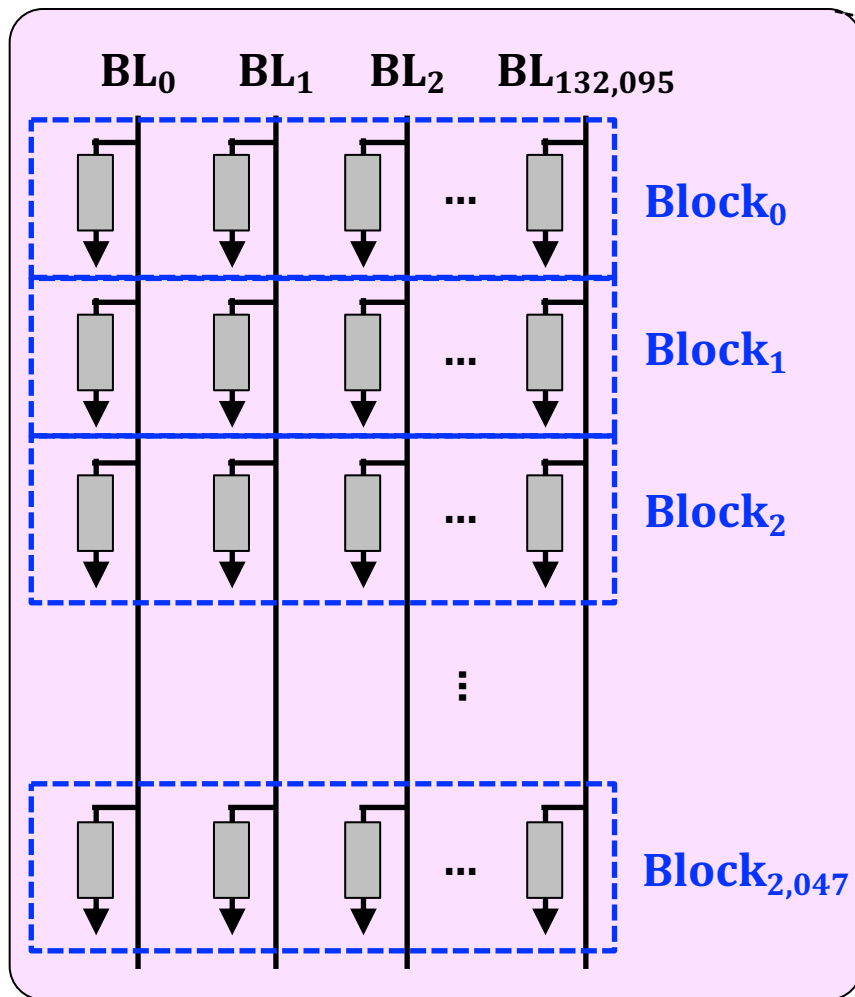 BL₀ BL₁ BL₂ BL₁₃₂,₀₉₅
... Block₀
... Block₁
... Block₂
...
... Block₂,₀₄₇